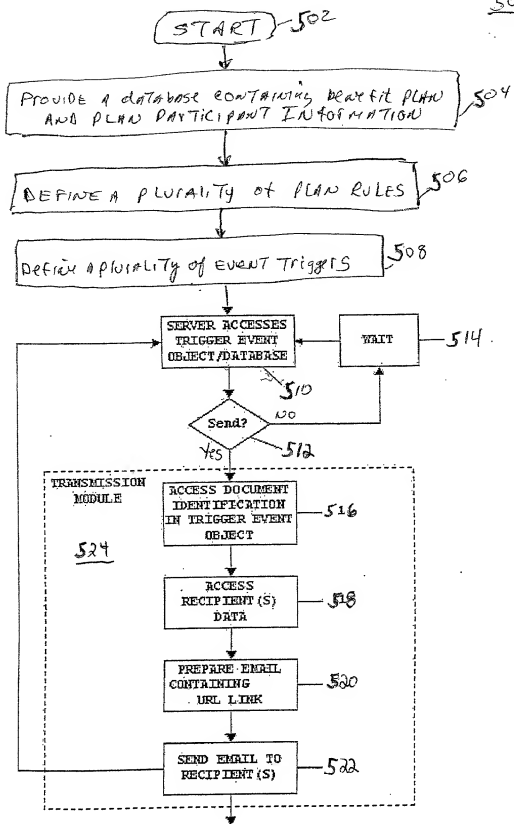 START 502
PROVIDE A database CONTAINING benefit PLAN
AND PLAN PARTICIPANT INFORMATION 504
DEFINE A PLURALITY of PLAN RULES 506
Define a plurality of EVENT Triggers 508
SERVER ACCESSES
TRIGGER EVENT
OBJECT/DATABASE
510
WAIT 514
Send? NO
512
Yes
TRANSMISSION
MODULE
524
ACCESS DOCUMENT
IDENTIFICATION
IN TRIGGER EVENT
OBJECT
516
ACCESS
RECIPIENT(S)
DATA
518
PREPARE EMAIL
CONTAINING
URL LINK
520
SEND EMAIL TO
RECIPIENT(S)
522